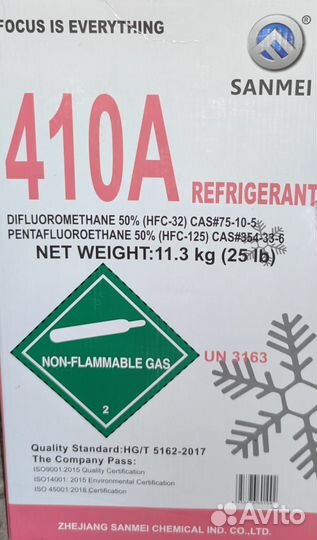 FOCUS IS EVERYTHING
®
SANMEI
410A
REFRIGERANT
DIFLUOROMETHANE 50% (HFC-32) CAS#75-10-5
PENTAFLUOROETHANE 50% (HFC-125) CAS#354-33-6
NET WEIGHT:11.3 kg (25 lb)
NON-FLAMMABLE GAS
2
UN 3163
Quality Standard:HG/T 5162-2017
The Company Pass:
ISO9001:2015 Quality Certification
ISO14001: 2015 Environmental Certification
ISO 45001:2018 Certification
ZHEJIANG SANMEI CHEMICAL IND. CO., LTD.
Avito